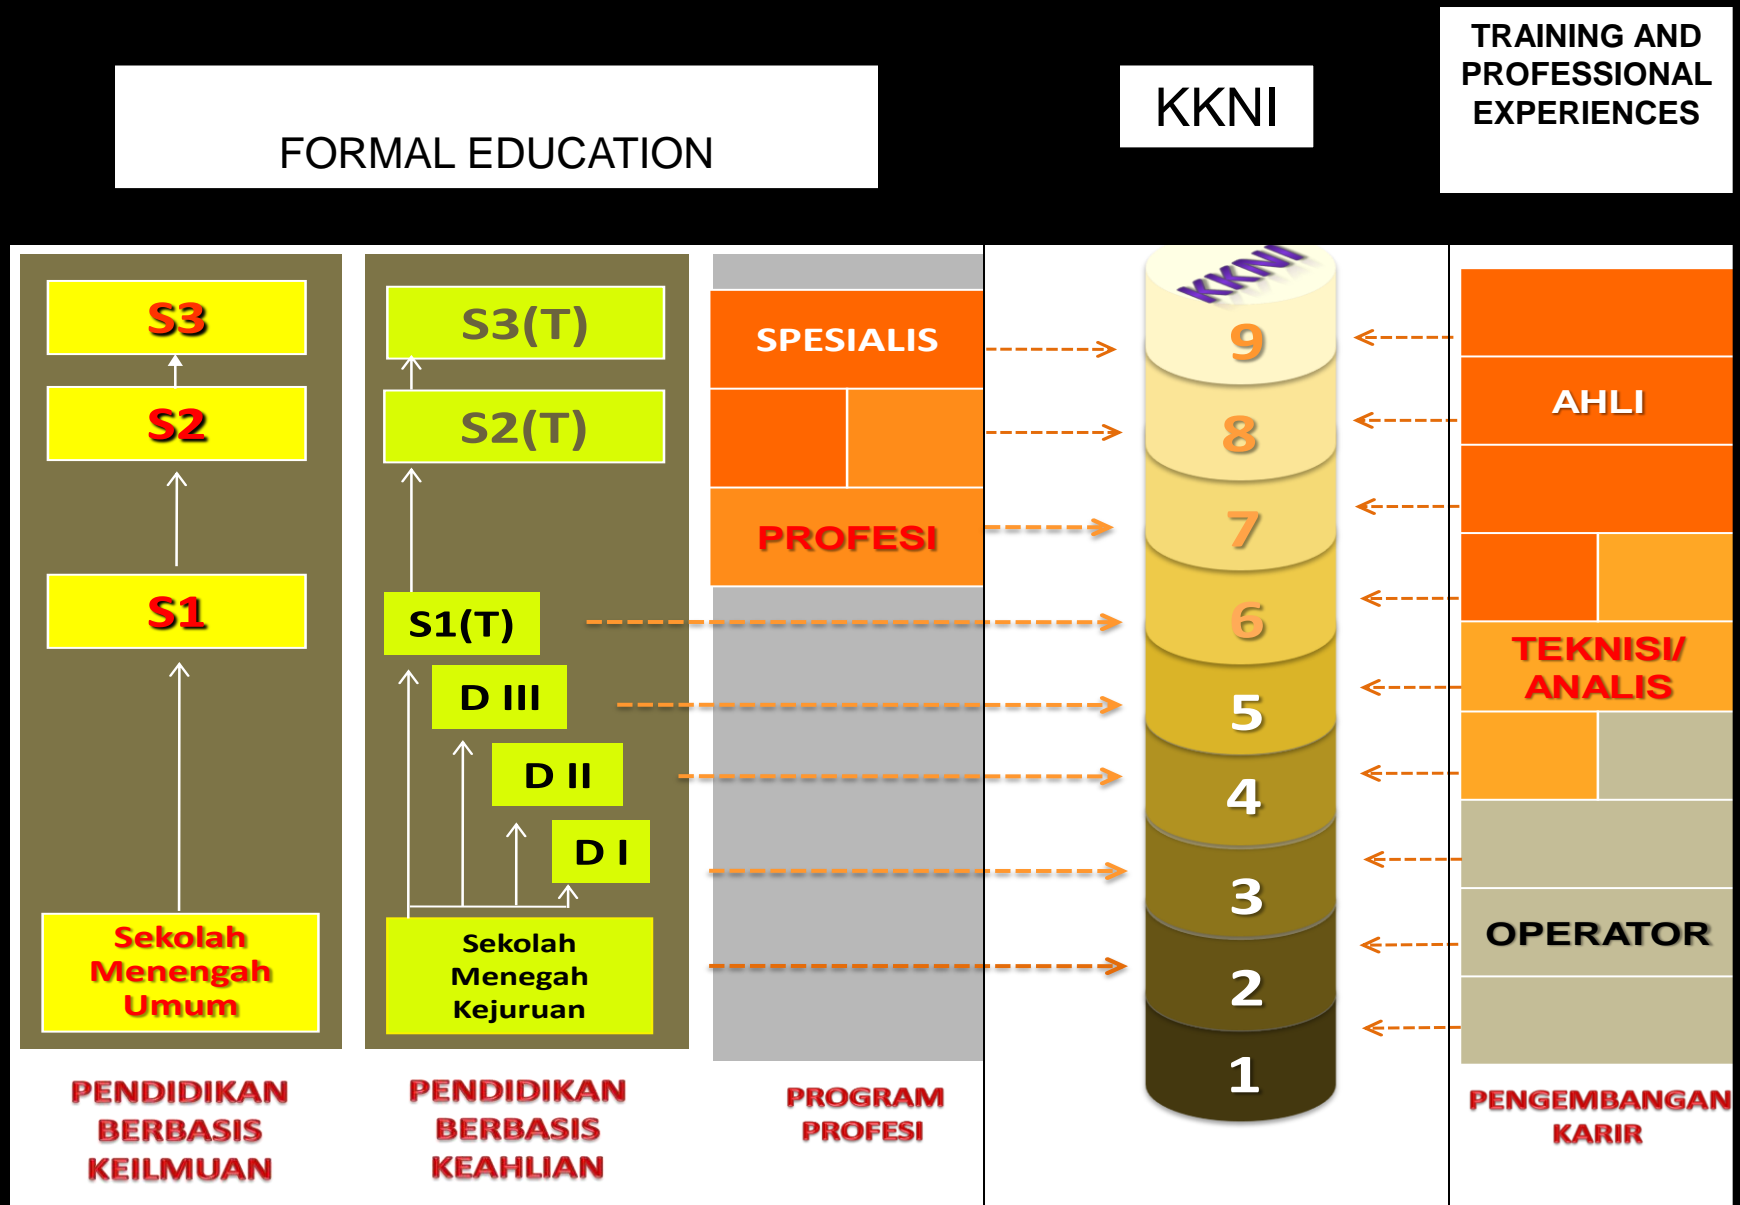 FORMAL EDUCATION
KKNI
TRAINING AND
PROFESSIONAL
EXPERIENCES
S3
S2
S1
Sekolah
Menengah
Umum
PENDIDIKAN
BERBASIS
KEILMUAN
S3(T)
S2(T)
S1(T)
D III
D II
D I
Sekolah
Menegah
Kejuruan
PENDIDIKAN
BERBASIS
KEAHLIAN
SPESIALIS
PROFESI
PROGRAM
PROFESI
KKNI
9
8
7
6
5
4
3
2
1
AHLI
TEKNISI/
ANALIS
OPERATOR
PENGEMBANGAN
KARIR